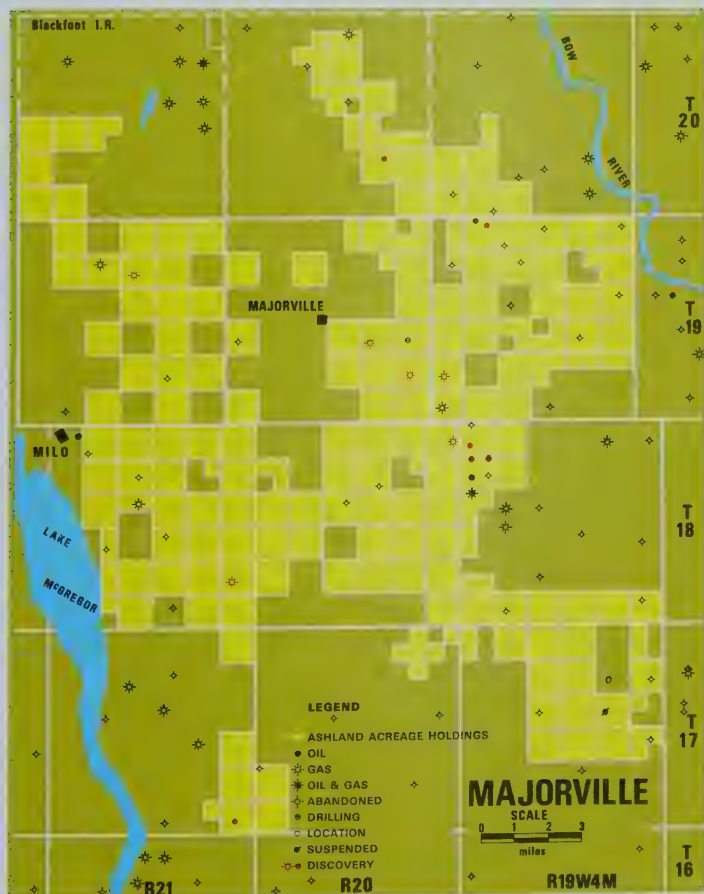 Blackfoot I.R.
BOW
RIVER
T
20
MAJORVILLE
T
19
MILO
LAKE
McGREGOR
T
18
LEGEND
ASHLAND ACREAGE HOLDINGS
OIL
GAS
OIL & GAS
ABANDONED
DRILLING
LOCATION
SUSPENDED
DISCOVERY
T
17
MAJORVILLE
SCALE
0 1 2 3
miles
T
16
R21
R20
R19W4M